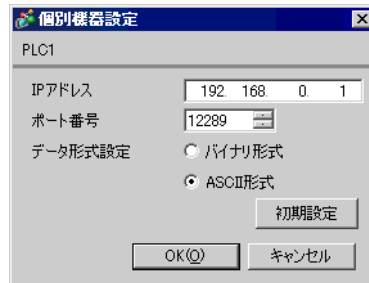 個別機器設定
PLC1
IPアドレス 192. 168. 0. 1
ポート番号 12289
データ形式設定 バイナリ形式
ASCII形式
初期設定
OK(O) キャンセル